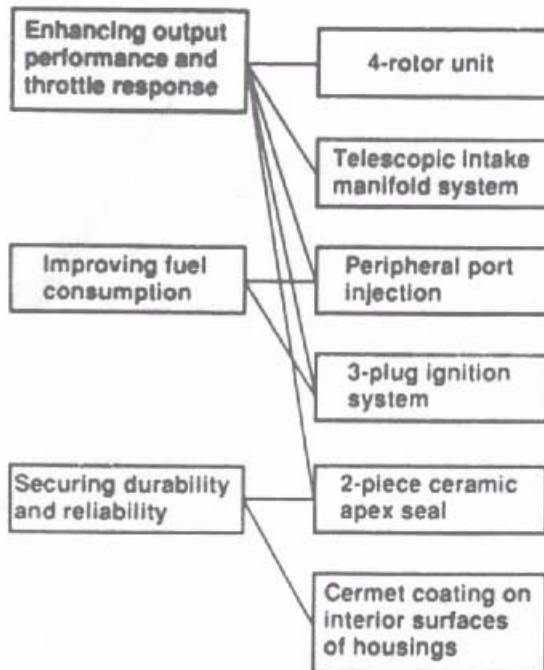 Enhancing output
performance and
throttle response
4-rotor unit
Telescopic intake
manifold system
Improving fuel
consumption
Peripheral port
injection
3-plug ignition
system
Securing durability
and reliability
2-piece ceramic
apex seal
Cermet coating on
interior surfaces
of housings